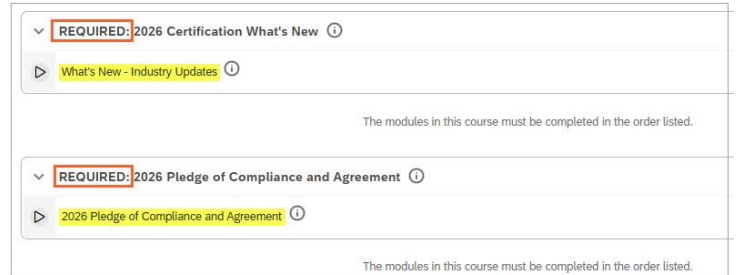 REQUIRED: 2026 Certification What's New
What's New - Industry Updates
The modules in this course must be completed in the order listed.
REQUIRED: 2026 Pledge of Compliance and Agreement
2026 Pledge of Compliance and Agreement
The modules in this course must be completed in the order listed.